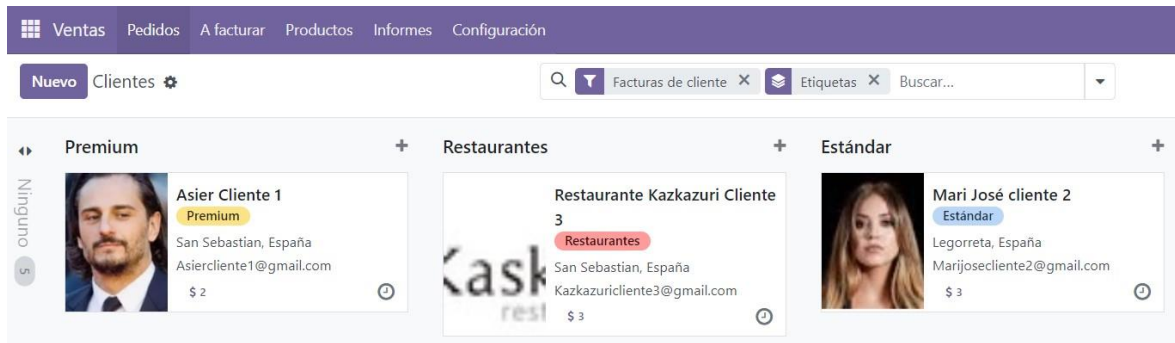 Ventas Pedidos A facturar Productos Informes Configuración
Nuevo Clientes Facturas de cliente Etiquetas Buscar...
Ninguno 5
Premium
Asier Cliente 1
Premium
San Sebastian, España
Asiercliente1@gmail.com
$ 2
Restaurantes
Kask
rest
Restaurante Kazkazuri Cliente
3
Restaurantes
San Sebastian, España
Kazkazuricliente3@gmail.com
$ 3
Estándar
Mari José cliente 2
Estándar
Legorreta, España
Marijosecliente2@gmail.com
$ 3